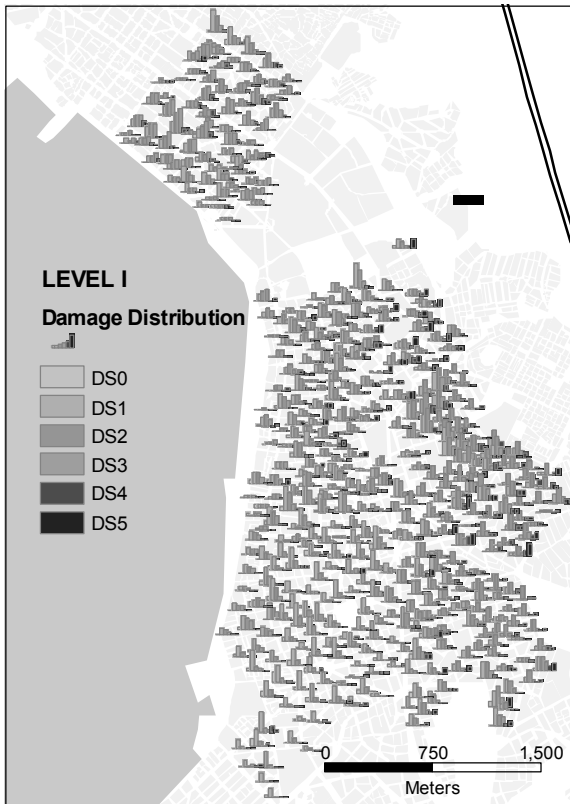 LEVEL I
Damage Distribution
DS0
DS1
DS2
DS3
DS4
DS5
0 750 1,500
Meters